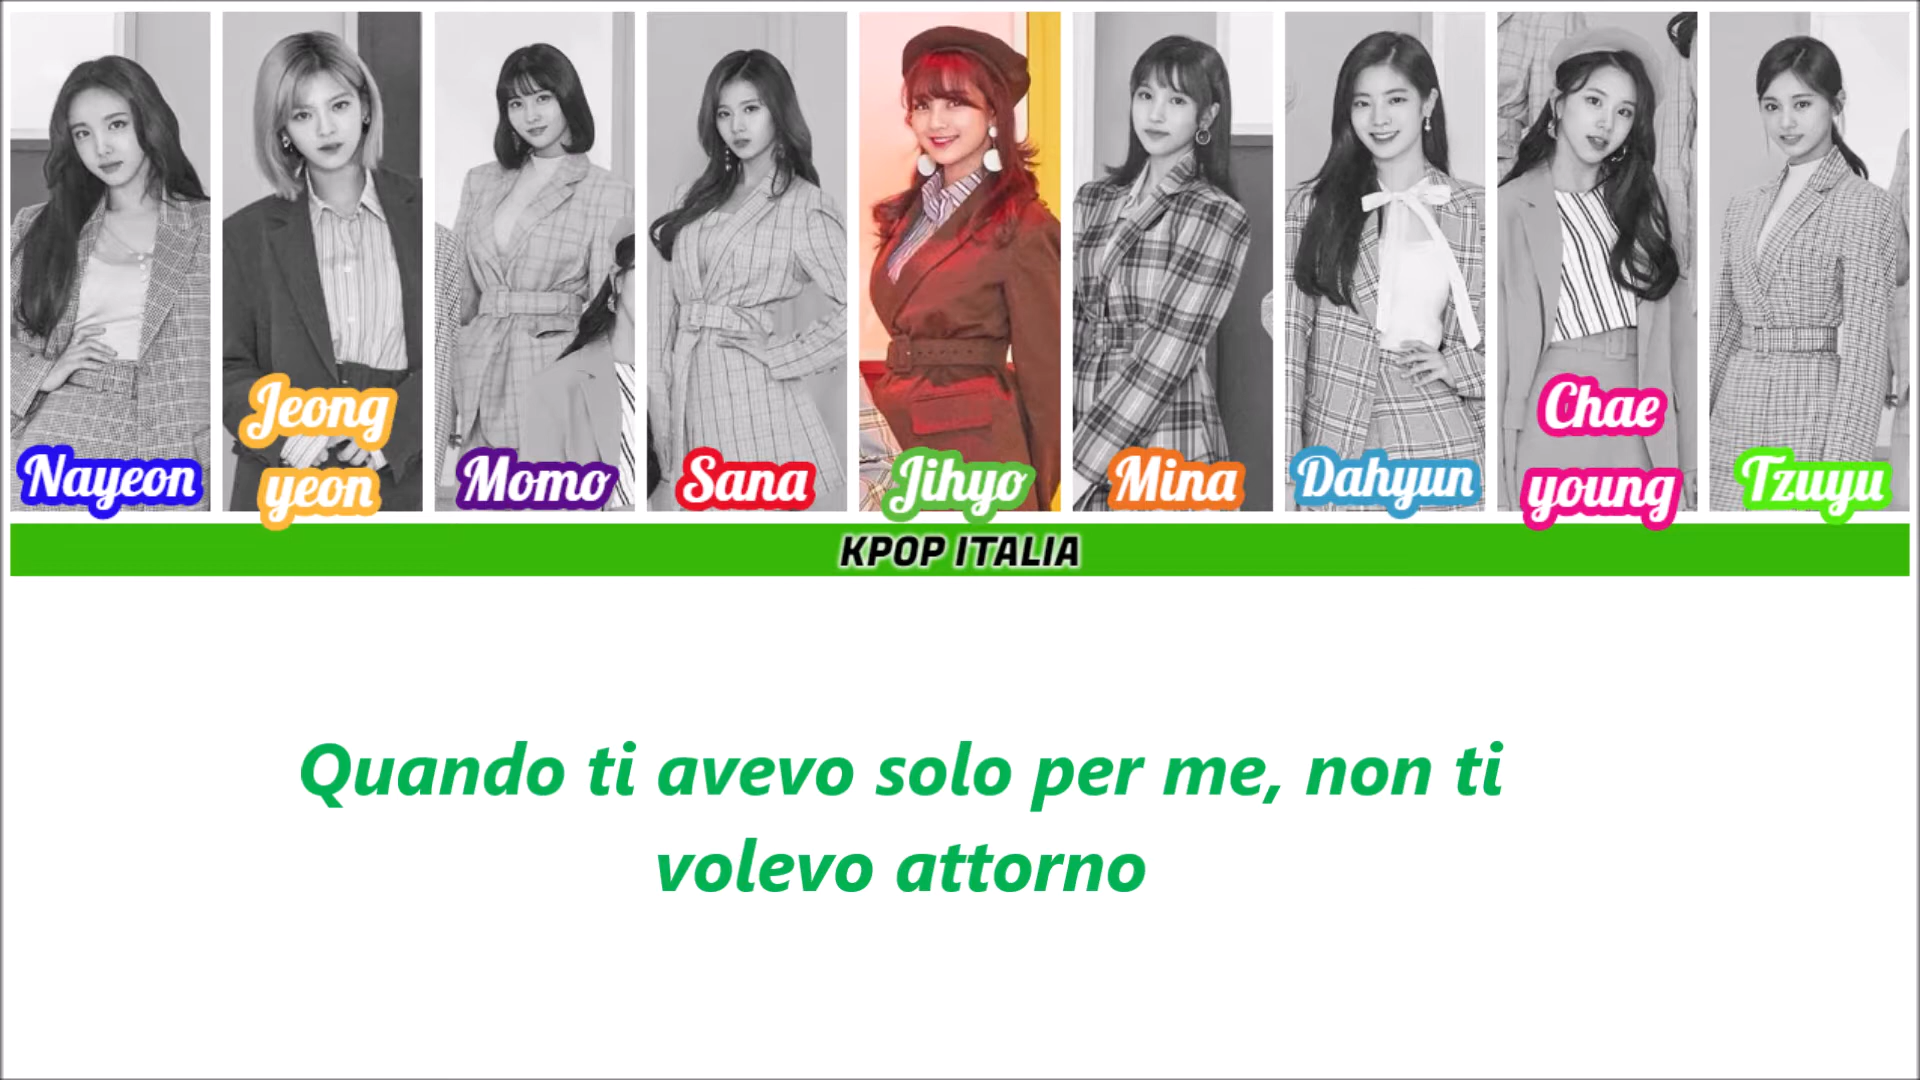 Nayeon
Jeong
yeon
Momo
Sana
Jihyo
Mina
Dahyun
Chae
young
Tzuyu
KPOP ITALIA
Quando ti avevo solo per me, non ti
volevo attorno